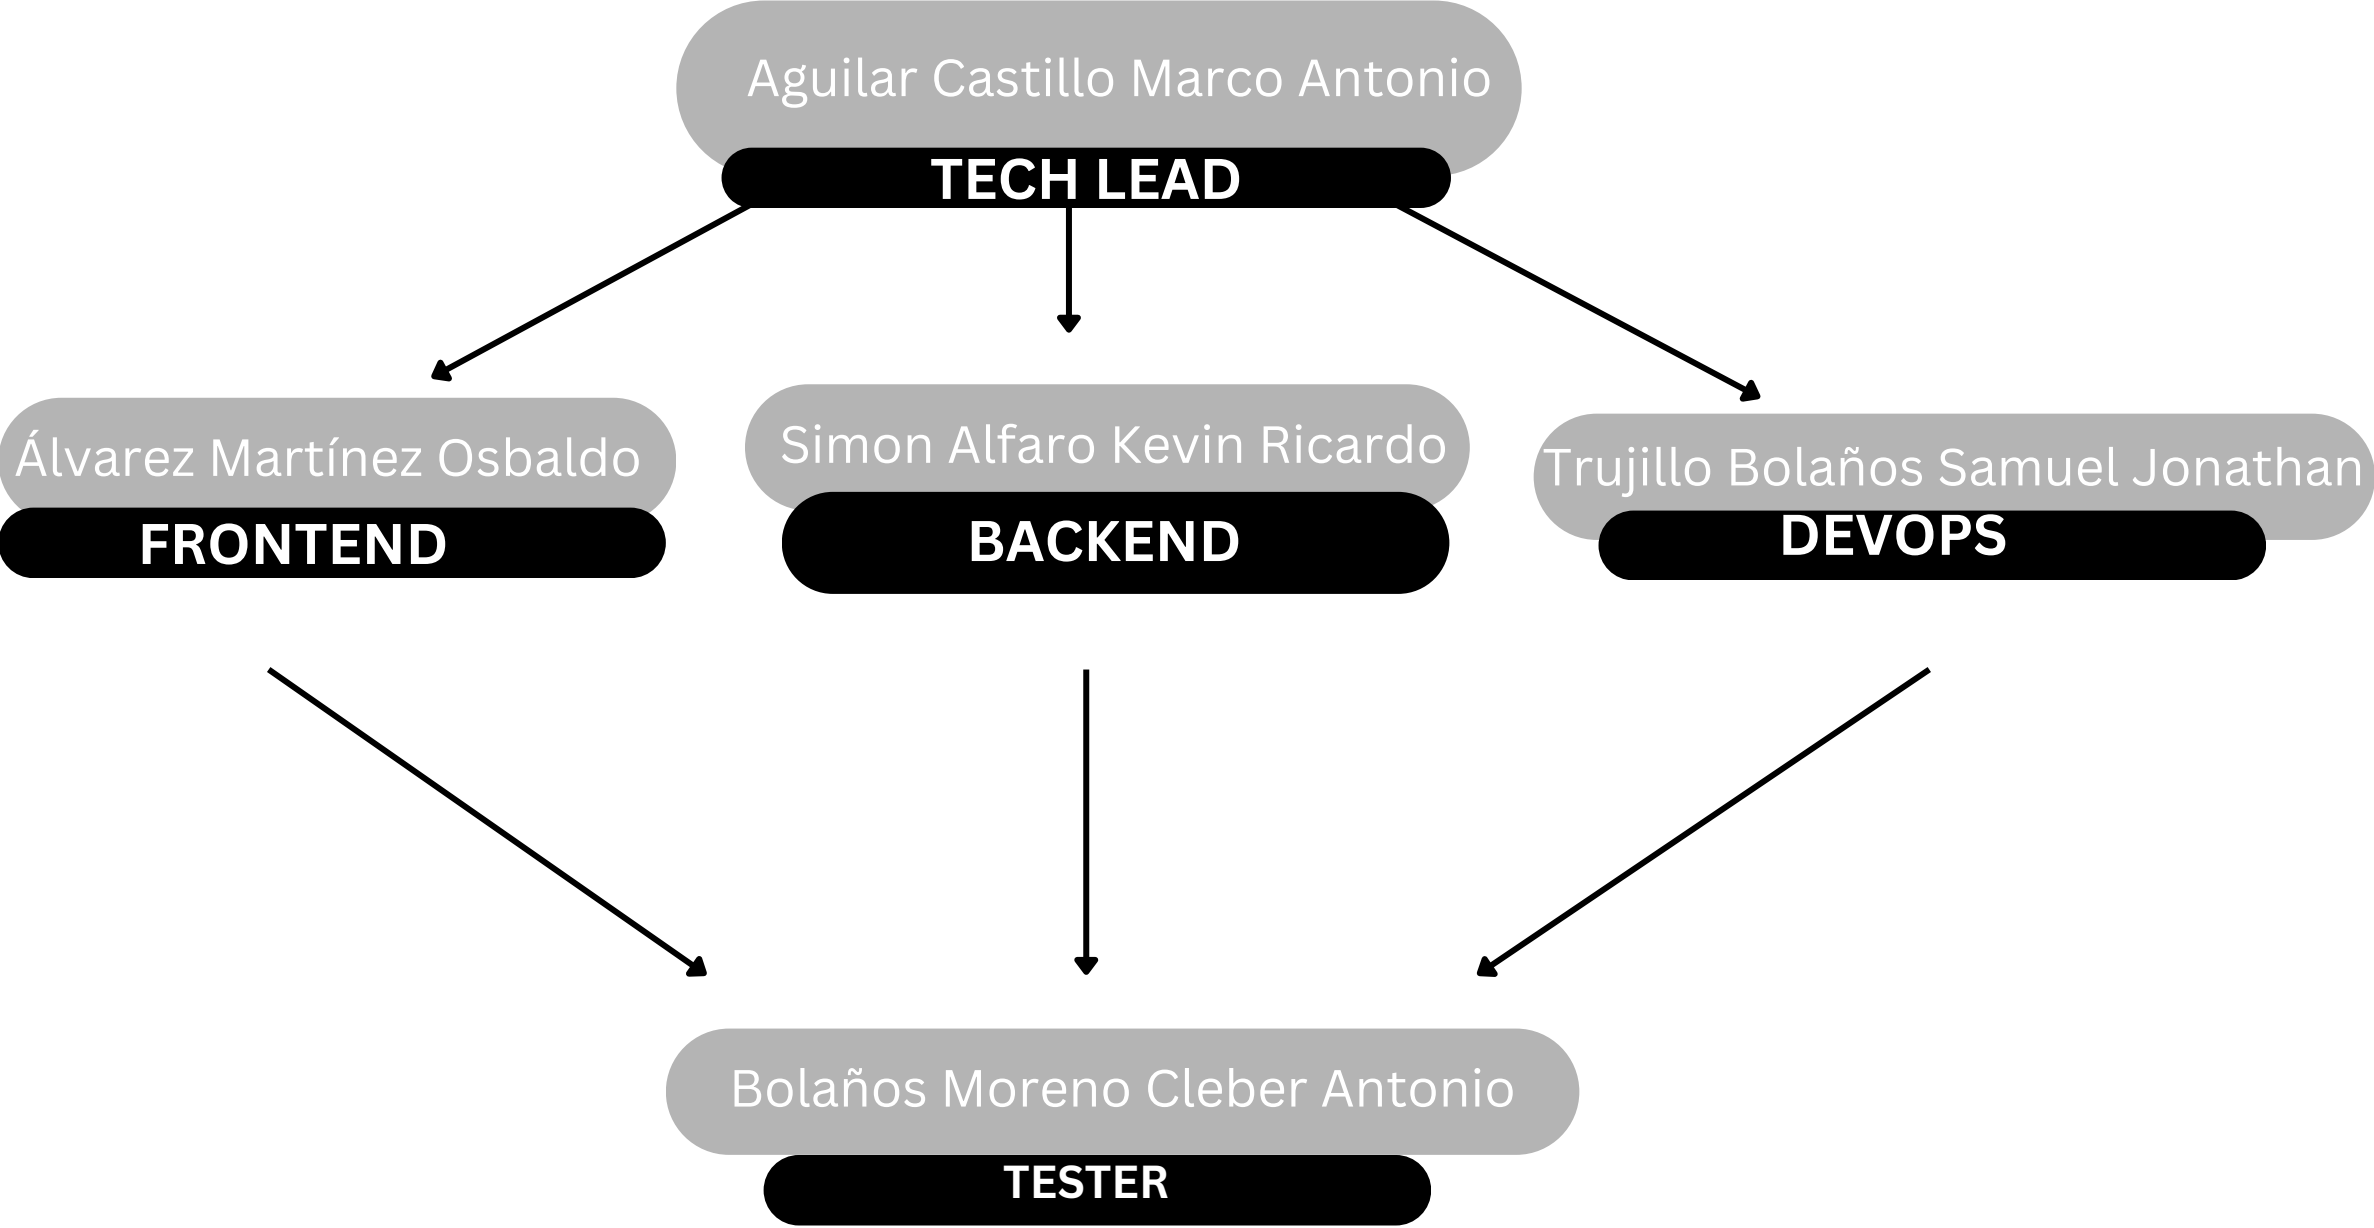 Aguilar Castillo Marco Antonio
TECH LEAD
Álvarez Martínez Osbaldo
FRONTEND
Simon Alfaro Kevin Ricardo
BACKEND
Trujillo Bolaños Samuel Jonathan
DEVOPS
Bolaños Moreno Cleber Antonio
TESTER